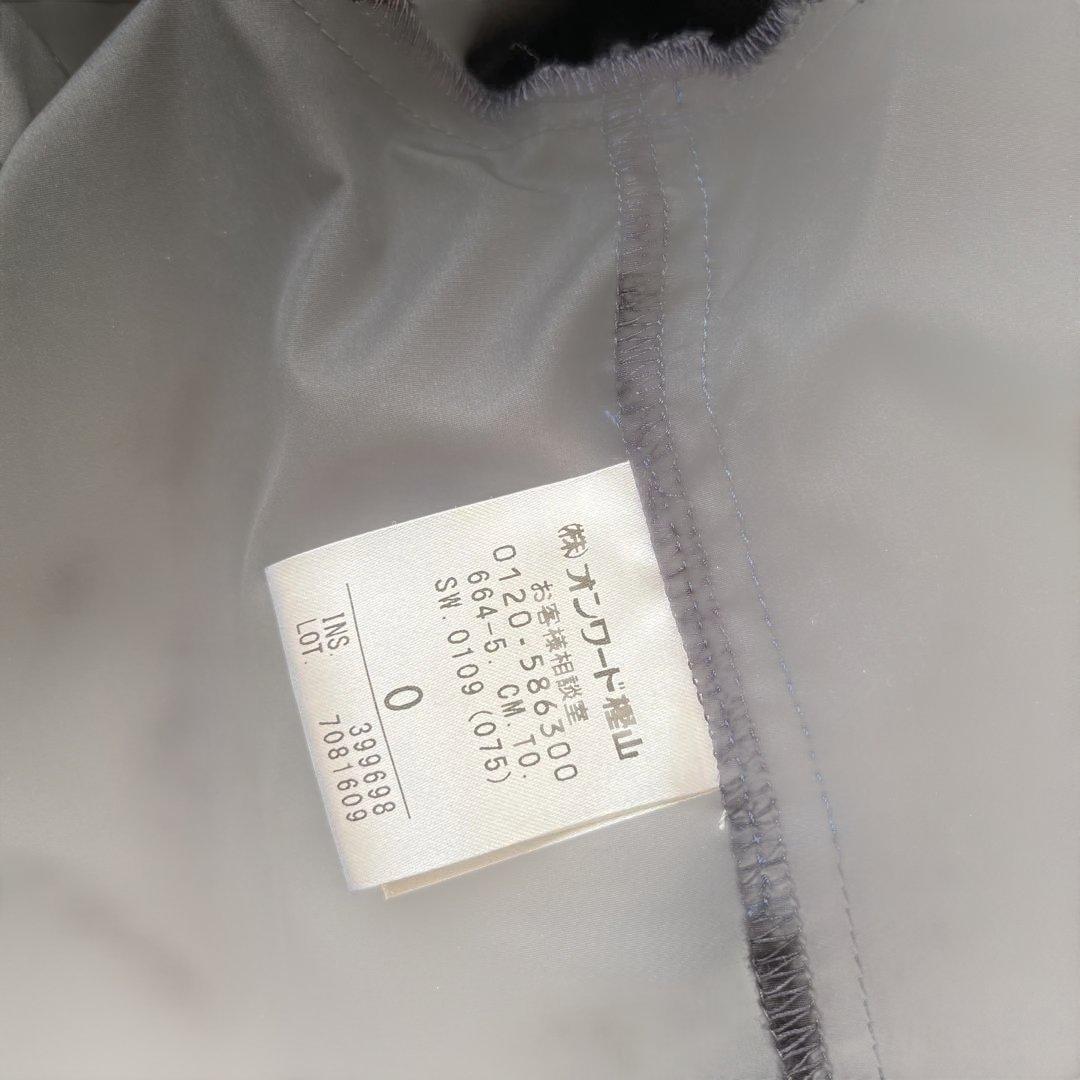 ㈱オンワード樫山
お客様相談室
0120-586300
664-5. CM. TO.
SW. 0109 (075)
0
INS. 399698
LOT. 7081609